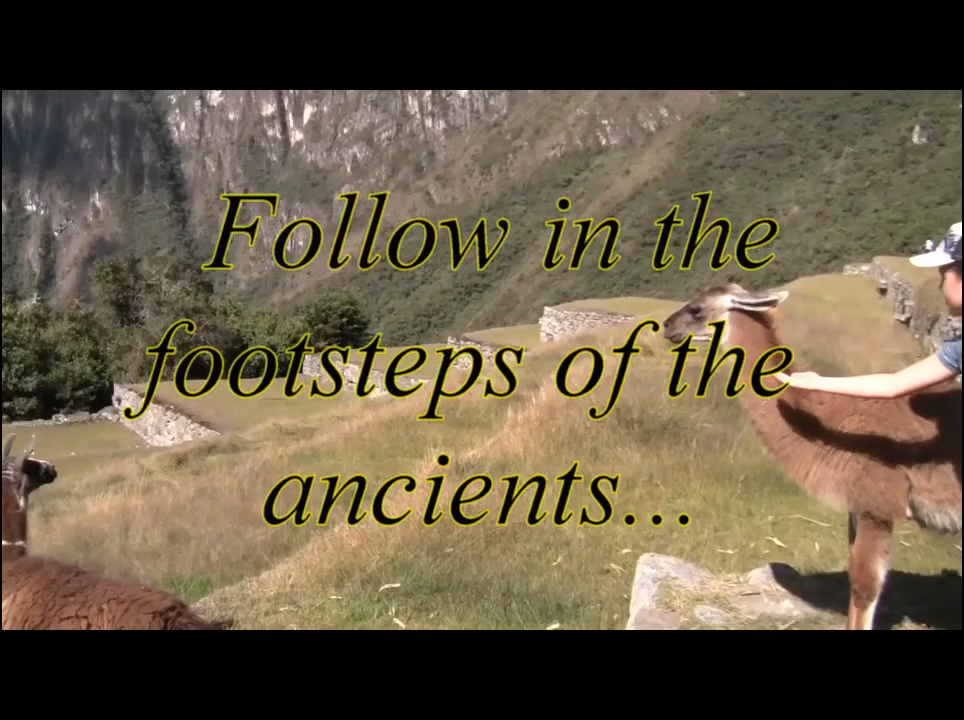 Follow in the
footsteps of the
ancients...